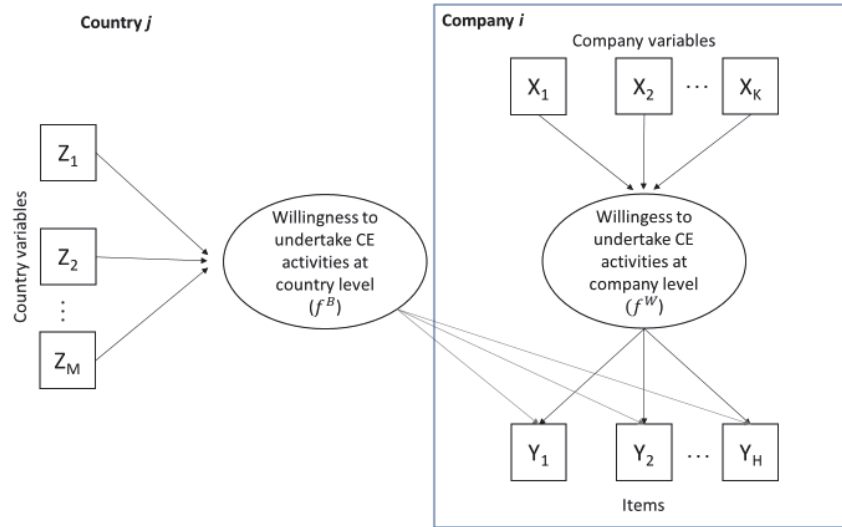 Country j
Company i
Company variables
X1
X2
...
XK
Z1
Z2
⋮
ZM
Country variables
Willingness to
undertake CE
activities at
country level
(f^B)
Willingess to
undertake CE
activities at
company level
(f^W)
Y1
Y2
...
YH
Items